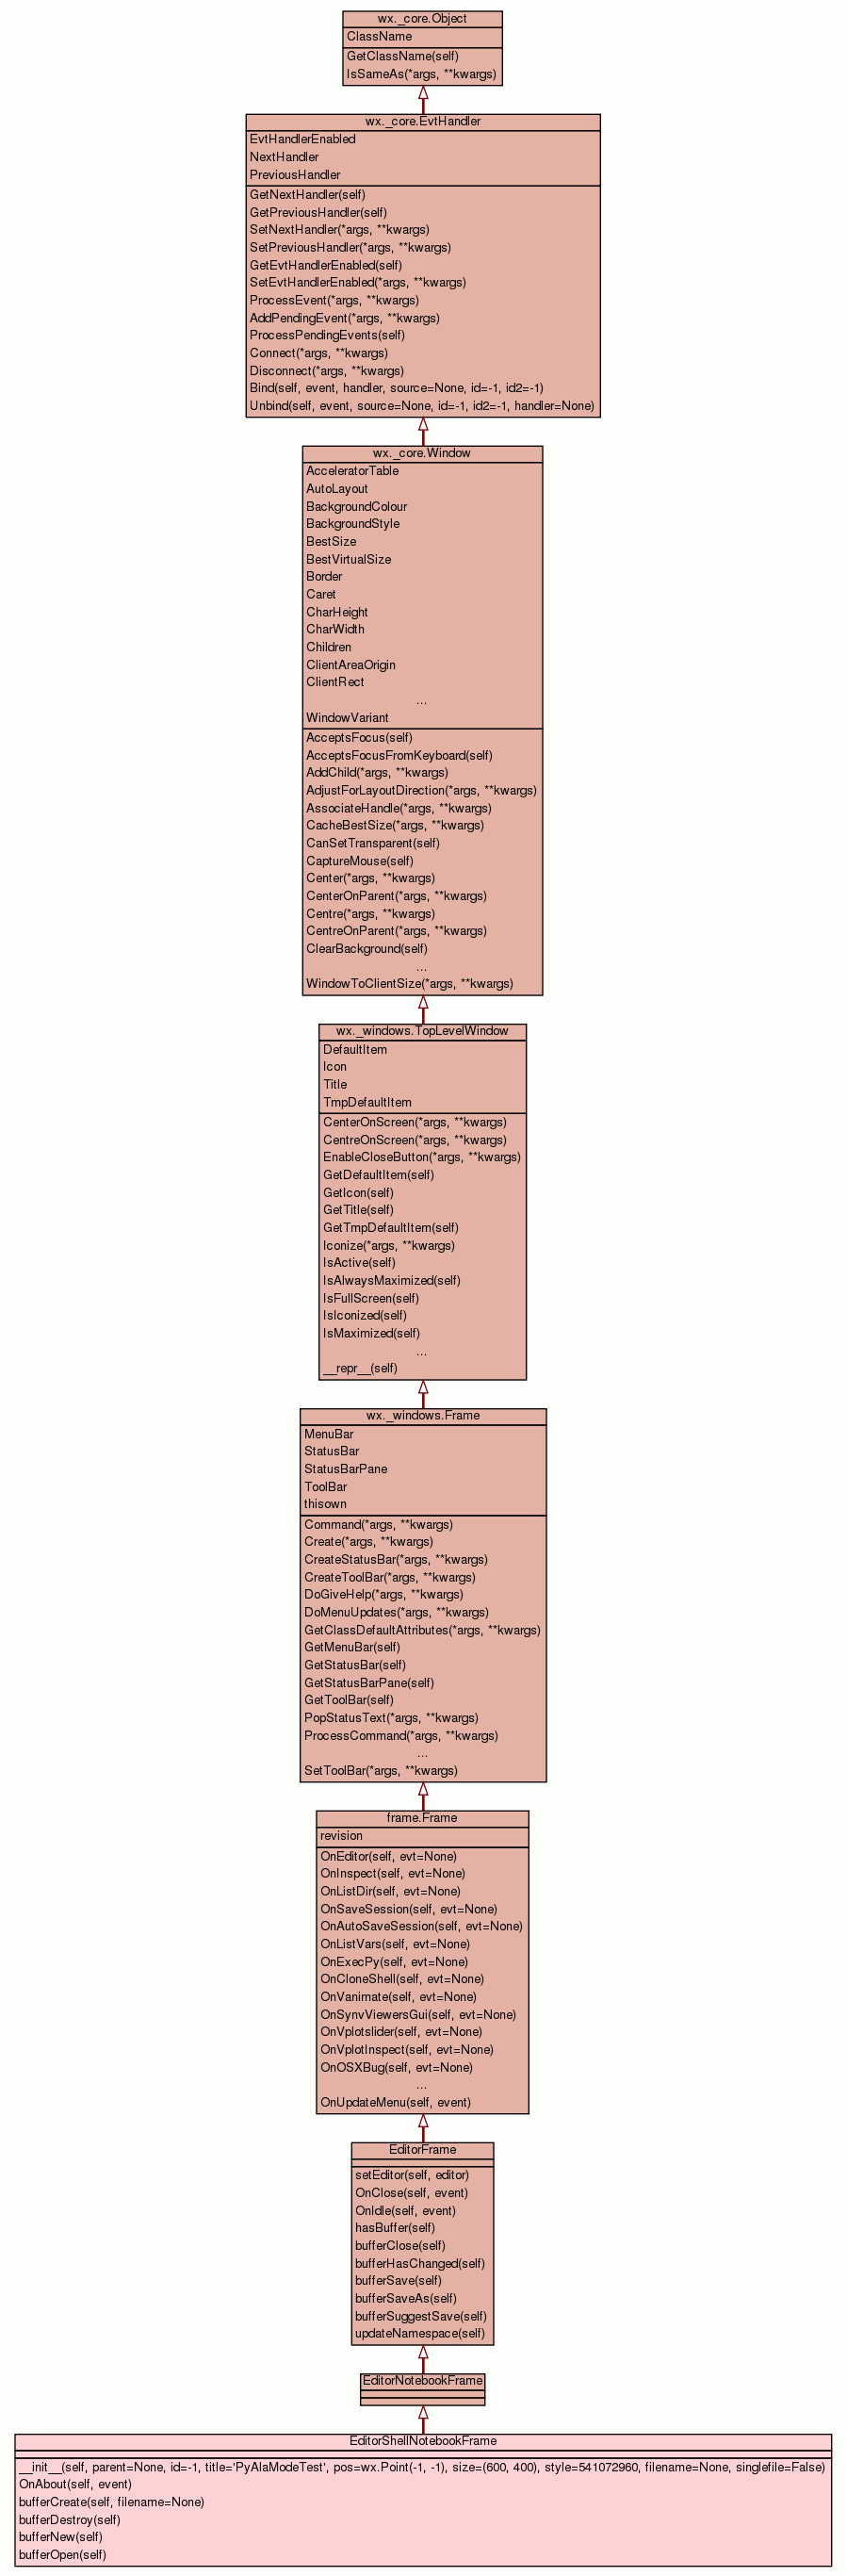 wx._core.Object
ClassName
GetClassName(self)
IsSameAs(*args, **kwargs)
wx._core.EvtHandler
EvtHandlerEnabled
NextHandler
PreviousHandler
GetNextHandler(self)
GetPreviousHandler(self)
SetNextHandler(*args, **kwargs)
SetPreviousHandler(*args, **kwargs)
GetEvtHandlerEnabled(self)
SetEvtHandlerEnabled(*args, **kwargs)
ProcessEvent(*args, **kwargs)
AddPendingEvent(*args, **kwargs)
ProcessPendingEvents(self)
Connect(*args, **kwargs)
Disconnect(*args, **kwargs)
Bind(self, event, handler, source=None, id=-1, id2=-1)
Unbind(self, event, source=None, id=-1, id2=-1, handler=None)
wx._core.Window
AcceleratorTable
AutoLayout
BackgroundColour
BackgroundStyle
BestSize
BestVirtualSize
Border
Caret
CharHeight
CharWidth
Children
ClientAreaOrigin
ClientRect
...
WindowVariant
AcceptsFocus(self)
AcceptsFocusFromKeyboard(self)
AddChild(*args, **kwargs)
AdjustForLayoutDirection(*args, **kwargs)
AssociateHandle(*args, **kwargs)
CacheBestSize(*args, **kwargs)
CanSetTransparent(self)
CaptureMouse(self)
Center(*args, **kwargs)
CenterOnParent(*args, **kwargs)
Centre(*args, **kwargs)
CentreOnParent(*args, **kwargs)
ClearBackground(self)
...
WindowToClientSize(*args, **kwargs)
wx._windows.TopLevelWindow
DefaultItem
Icon
Title
TmpDefaultItem
CenterOnScreen(*args, **kwargs)
CentreOnScreen(*args, **kwargs)
EnableCloseButton(*args, **kwargs)
GetDefaultItem(self)
GetIcon(self)
GetTitle(self)
GetTmpDefaultItem(self)
Iconize(*args, **kwargs)
IsActive(self)
IsAlwaysMaximized(self)
IsFullScreen(self)
IsIconized(self)
IsMaximized(self)
...
__repr__(self)
wx._windows.Frame
MenuBar
StatusBar
StatusBarPane
ToolBar
thisown
Command(*args, **kwargs)
Create(*args, **kwargs)
CreateStatusBar(*args, **kwargs)
CreateToolBar(*args, **kwargs)
DoGiveHelp(*args, **kwargs)
DoMenuUpdates(*args, **kwargs)
GetClassDefaultAttributes(*args, **kwargs)
GetMenuBar(self)
GetStatusBar(self)
GetStatusBarPane(self)
GetToolBar(self)
PopStatusText(*args, **kwargs)
ProcessCommand(*args, **kwargs)
...
SetToolBar(*args, **kwargs)
frame.Frame
revision
OnEditor(self, evt=None)
OnInspect(self, evt=None)
OnListDir(self, evt=None)
OnSaveSession(self, evt=None)
OnAutoSaveSession(self, evt=None)
OnListVars(self, evt=None)
OnExecPy(self, evt=None)
OnCloneShell(self, evt=None)
OnVanimate(self, evt=None)
OnSynvViewersGui(self, evt=None)
OnVplotslider(self, evt=None)
OnVplotInspect(self, evt=None)
OnOSXBug(self, evt=None)
...
OnUpdateMenu(self, event)
EditorFrame
setEditor(self, editor)
OnClose(self, event)
OnIdle(self, event)
hasBuffer(self)
bufferClose(self)
bufferHasChanged(self)
bufferSave(self)
bufferSaveAs(self)
bufferSuggestSave(self)
updateNamespace(self)
EditorNotebookFrame
EditorShellNotebookFrame
__init__(self, parent=None, id=-1, title='PyAlaModeTest', pos=wx.Point(-1, -1), size=(600, 400), style=541072960, filename=None, singlefile=False)
OnAbout(self, event)
bufferCreate(self, filename=None)
bufferDestroy(self)
bufferNew(self)
bufferOpen(self)